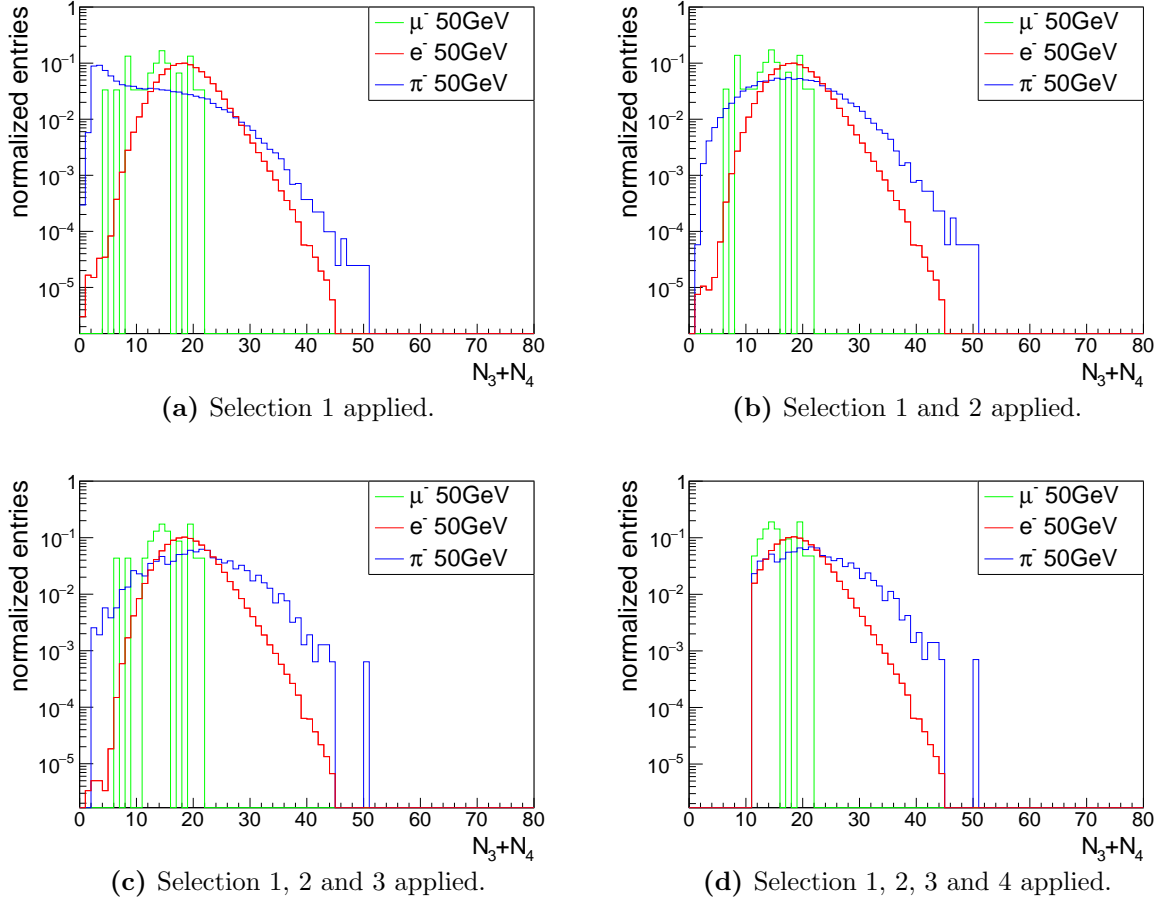 normalized entries
1
10⁻¹
10⁻²
10⁻³
10⁻⁴
10⁻⁵
μ⁻ 50GeV
e⁻ 50GeV
π⁻ 50GeV
0 10 20 30 40 50 60 70 80
N₃+N₄
(a) Selection 1 applied.
normalized entries
1
10⁻¹
10⁻²
10⁻³
10⁻⁴
10⁻⁵
μ⁻ 50GeV
e⁻ 50GeV
π⁻ 50GeV
0 10 20 30 40 50 60 70 80
N₃+N₄
(b) Selection 1 and 2 applied.
normalized entries
1
10⁻¹
10⁻²
10⁻³
10⁻⁴
10⁻⁵
μ⁻ 50GeV
e⁻ 50GeV
π⁻ 50GeV
0 10 20 30 40 50 60 70 80
N₃+N₄
(c) Selection 1, 2 and 3 applied.
normalized entries
1
10⁻¹
10⁻²
10⁻³
10⁻⁴
10⁻⁵
μ⁻ 50GeV
e⁻ 50GeV
π⁻ 50GeV
0 10 20 30 40 50 60 70 80
N₃+N₄
(d) Selection 1, 2, 3 and 4 applied.